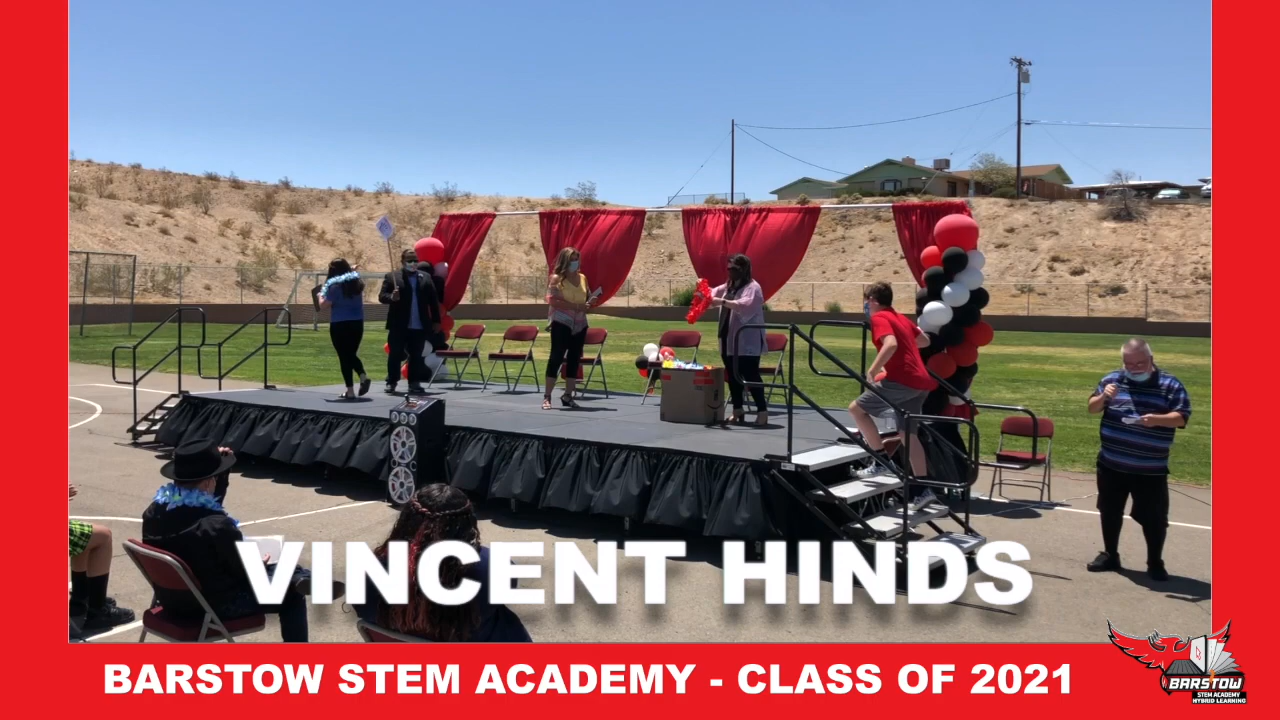 VINCENT HINDS
BARSTOW STEM ACADEMY - CLASS OF 2021
BARSTOW
STEM ACADEMY
HYBRID LEARNING